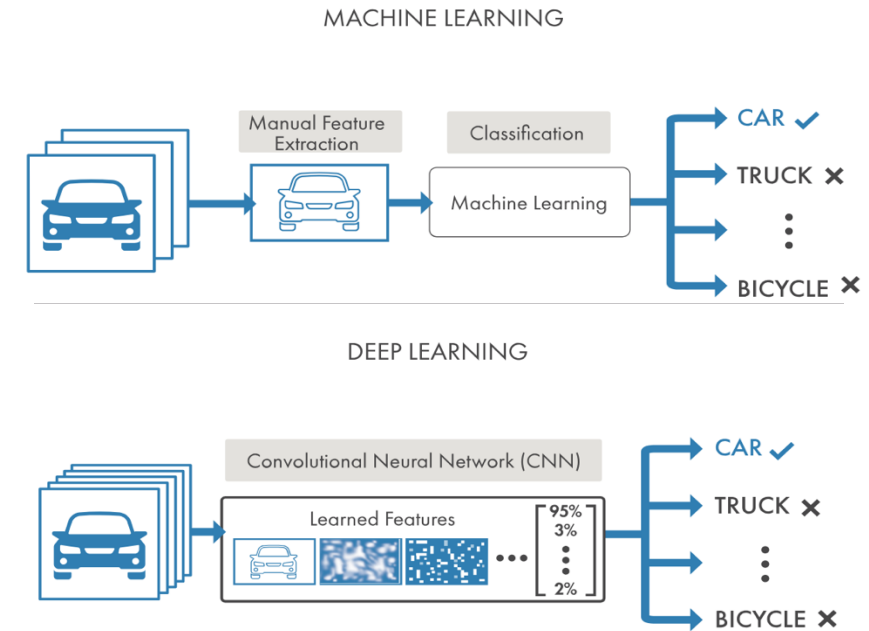 MACHINE LEARNING
Manual Feature
Extraction
Classification
Machine Learning
CAR
TRUCK
BICYCLE
DEEP LEARNING
Convolutional Neural Network (CNN)
Learned Features
95%
3%
2%
CAR
TRUCK
BICYCLE